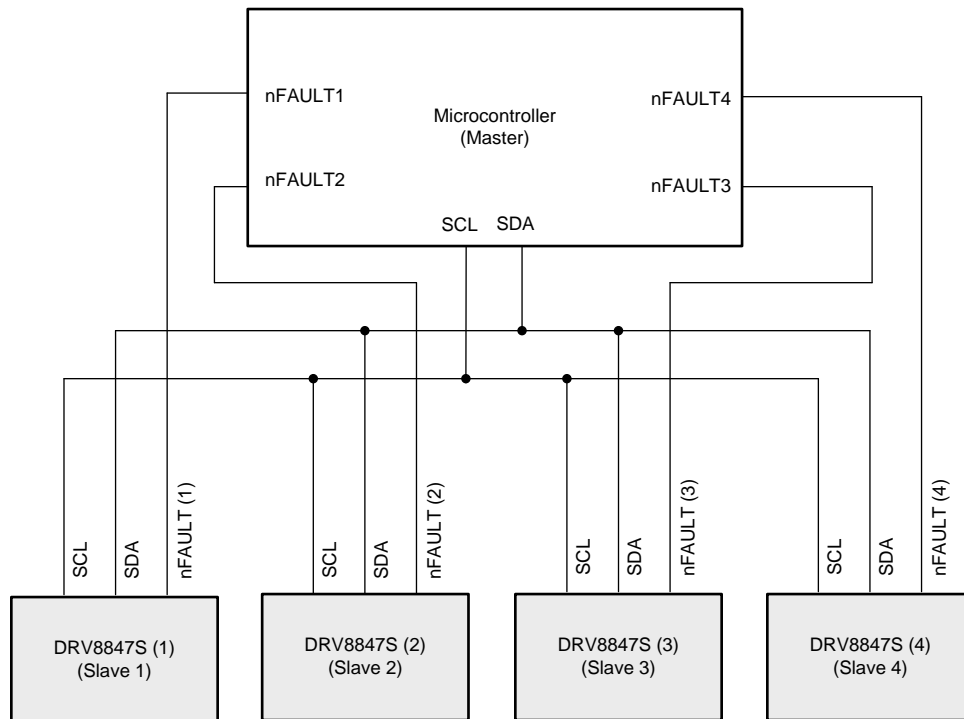 nFAULT1
nFAULT4
Microcontroller
(Master)
nFAULT2
nFAULT3
SCL
SDA
SCL
SDA
nFAULT (1)
SCL
SDA
nFAULT (2)
SCL
SDA
nFAULT (3)
SCL
SDA
nFAULT (4)
DRV8847S (1)
(Slave 1)
DRV8847S (2)
(Slave 2)
DRV8847S (3)
(Slave 3)
DRV8847S (4)
(Slave 4)